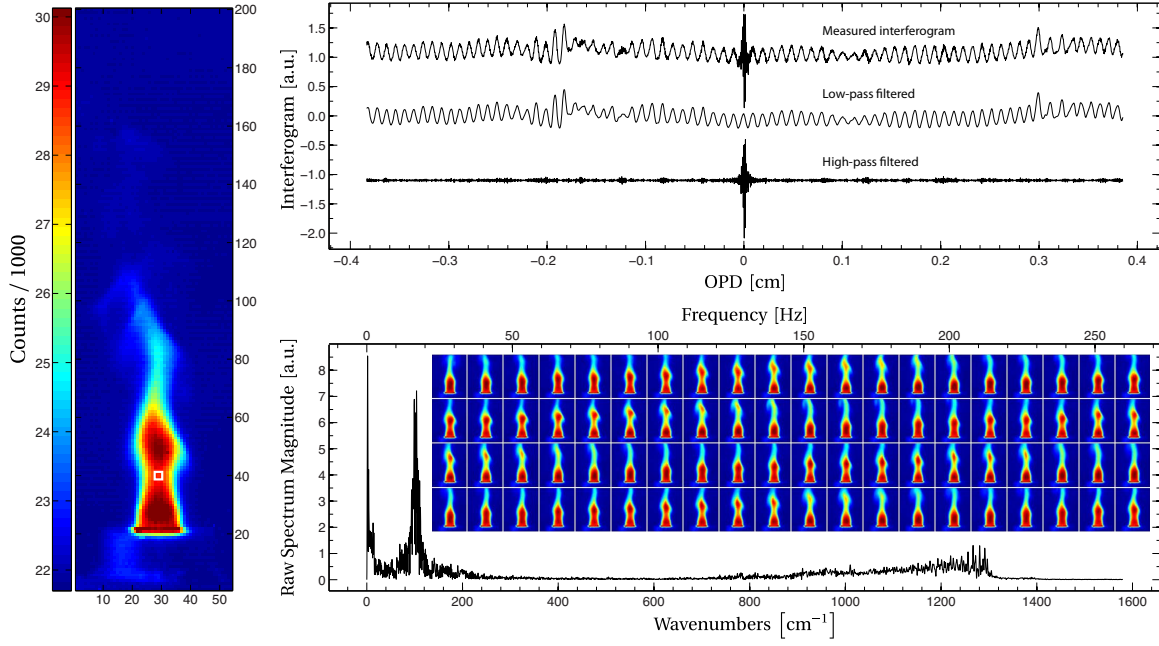 30
29
28
27
26
25
24
23
22
Counts / 1000
200
180
160
140
120
100
80
60
40
20
10 20 30 40 50
Interferogram [a.u.]
1.5
1.0
0.5
0.0
−0.5
−1.0
−1.5
−2.0
Measured interferogram
Low-pass filtered
High-pass filtered
−0.4 −0.3 −0.2 −0.1 0 0.1 0.2 0.3 0.4
OPD [cm]
Frequency [Hz]
0 50 100 150 200 250
Raw Spectrum Magnitude [a.u.]
8
7
6
5
4
3
2
1
0
0 200 400 600 800 1000 1200 1400 1600
Wavenumbers [cm−1]